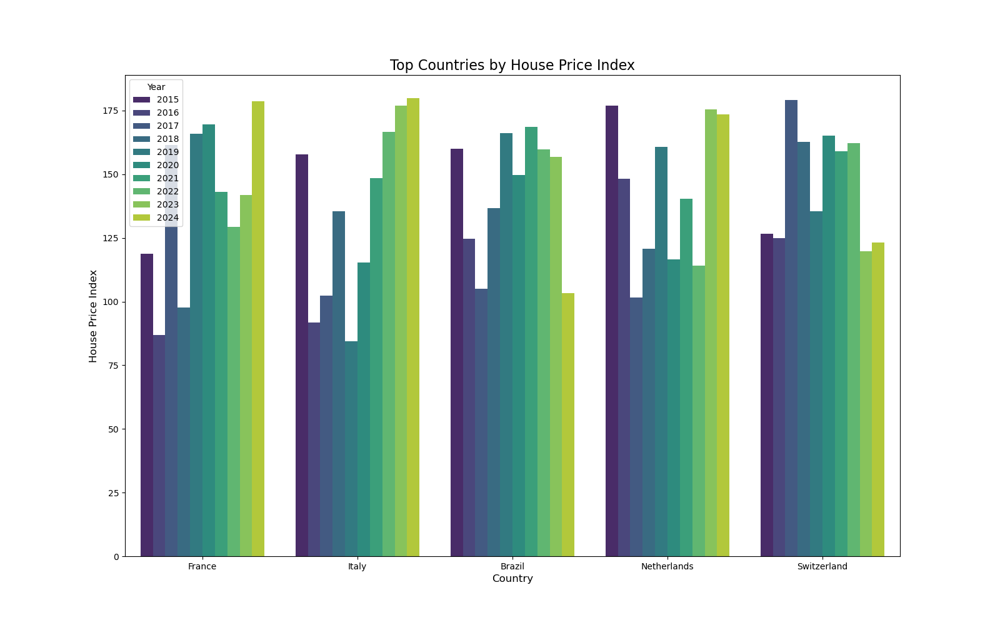 Top Countries by House Price Index
Year
2015
2016
2017
2018
2019
2020
2021
2022
2023
2024
175
150
125
100
75
50
25
0
House Price Index
France
Italy
Brazil
Netherlands
Switzerland
Country